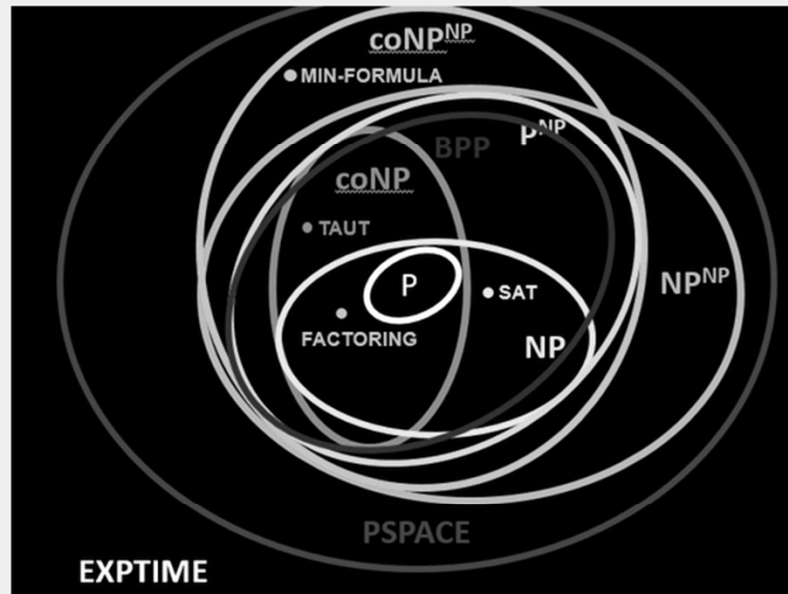 coNP^NP
MIN-FORMULA
P^NP
BPP
coNP
TAUT
P
NP^NP
SAT
FACTORING
NP
PSPACE
EXPTIME